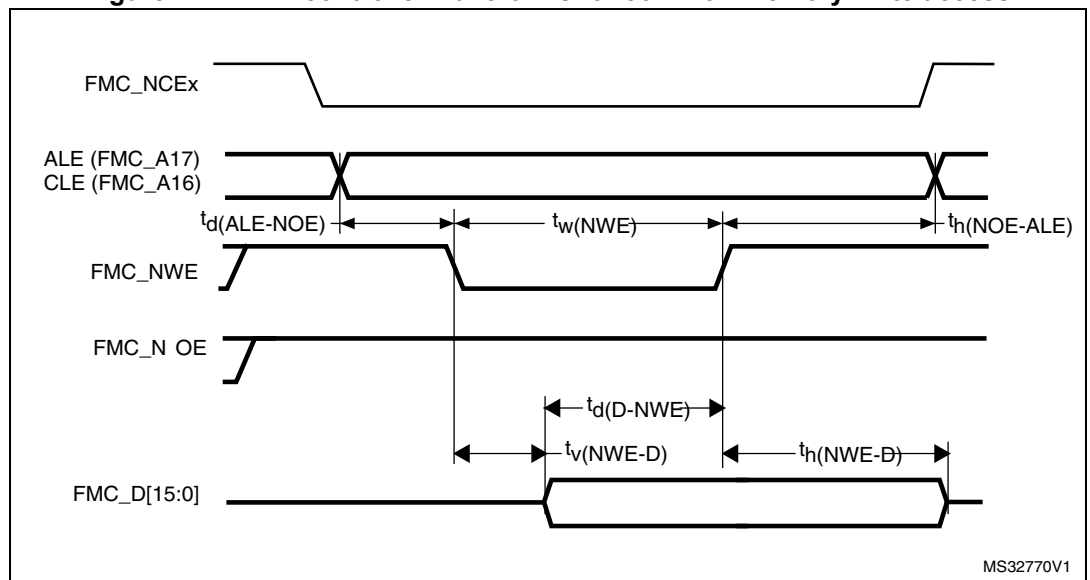 FMC_NCEx
ALE (FMC_A17)
CLE (FMC_A16)
td(ALE-NOE)
tw(NWE)
th(NOE-ALE)
FMC_NWE
FMC_N OE
td(D-NWE)
tv(NWE-D)
th(NWE-D)
FMC_D[15:0]
MS32770V1